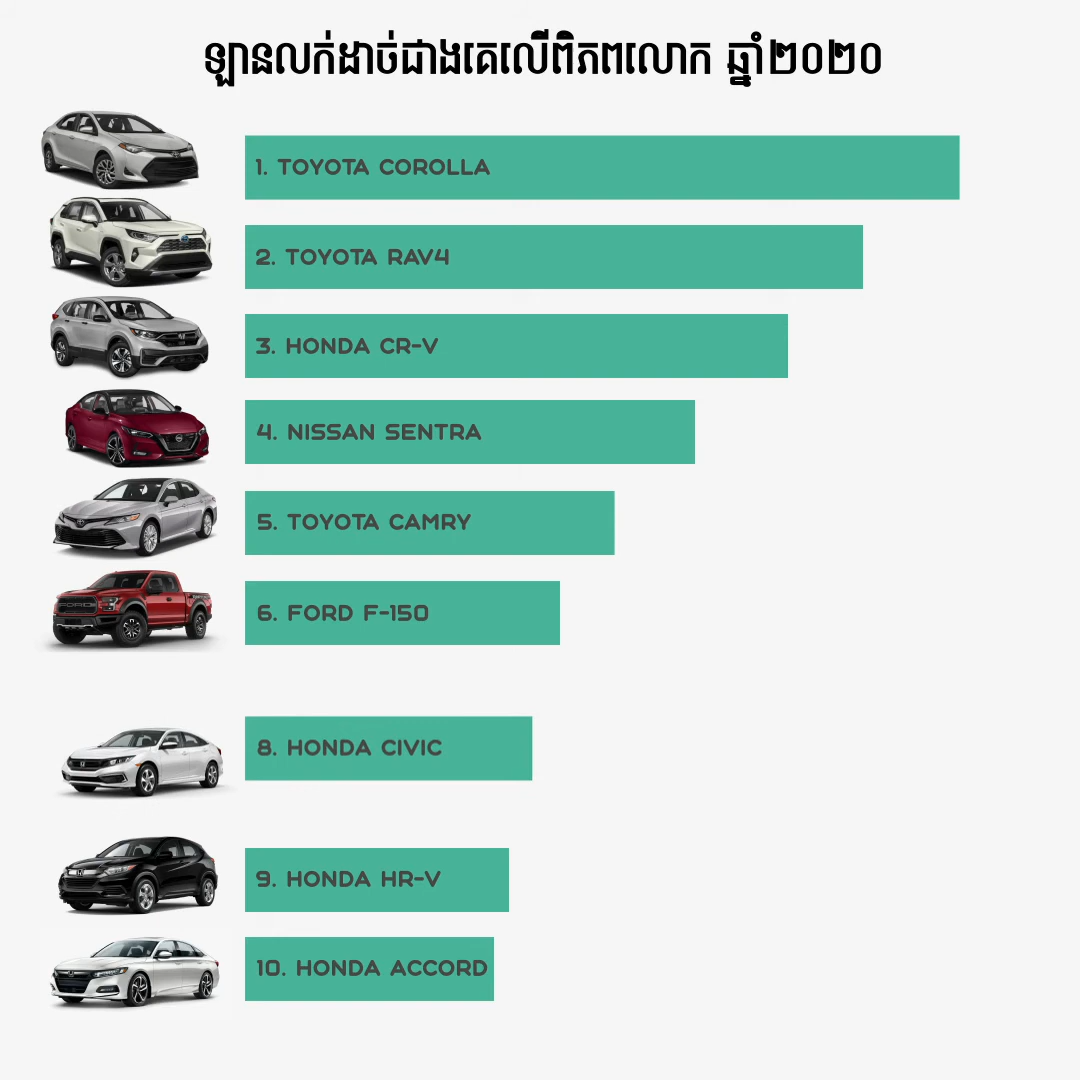 ឡានលក់ដាច់ជាងគេលើពិភពលោក ឆ្នាំ២០២០
1. TOYOTA COROLLA
2. TOYOTA RAV4
3. HONDA CR-V
4. NISSAN SENTRA
5. TOYOTA CAMRY
6. FORD F-150
8. HONDA CIVIC
9. HONDA HR-V
10. HONDA ACCORD